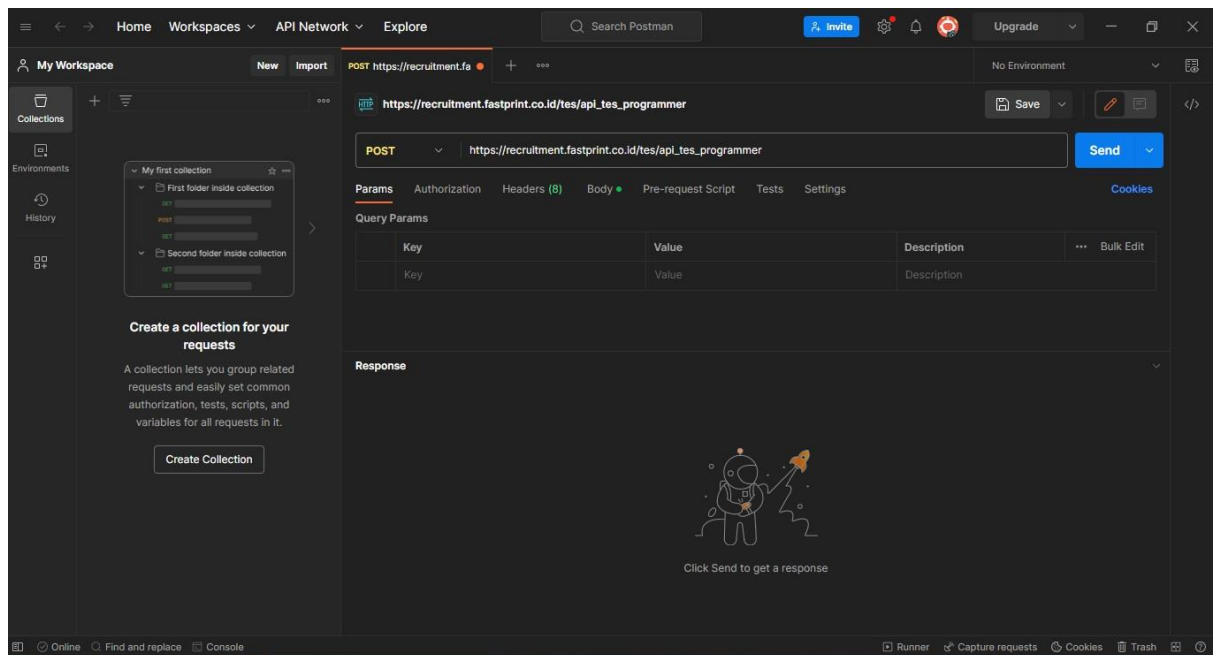 Home Workspaces API Network Explore Search Postman Invite Upgrade
My Workspace New Import POST https://recruitment.fa No Environment
Collections
Environments
History
My first collection
First folder inside collection
GET
POST
GET
Second folder inside collection
GET
GET
Create a collection for your
requests
A collection lets you group related
requests and easily set common
authorization, tests, scripts, and
variables for all requests in it.
Create Collection
HTTP https://recruitment.fastprint.co.id/tes/api_tes_programmer Save
POST https://recruitment.fastprint.co.id/tes/api_tes_programmer Send
Params Authorization Headers (8) Body Pre-request Script Tests Settings Cookies
Query Params
Key Value Description Bulk Edit
Key Value Description
Response
Click Send to get a response
Online Find and replace Console Runner Capture requests Cookies Trash